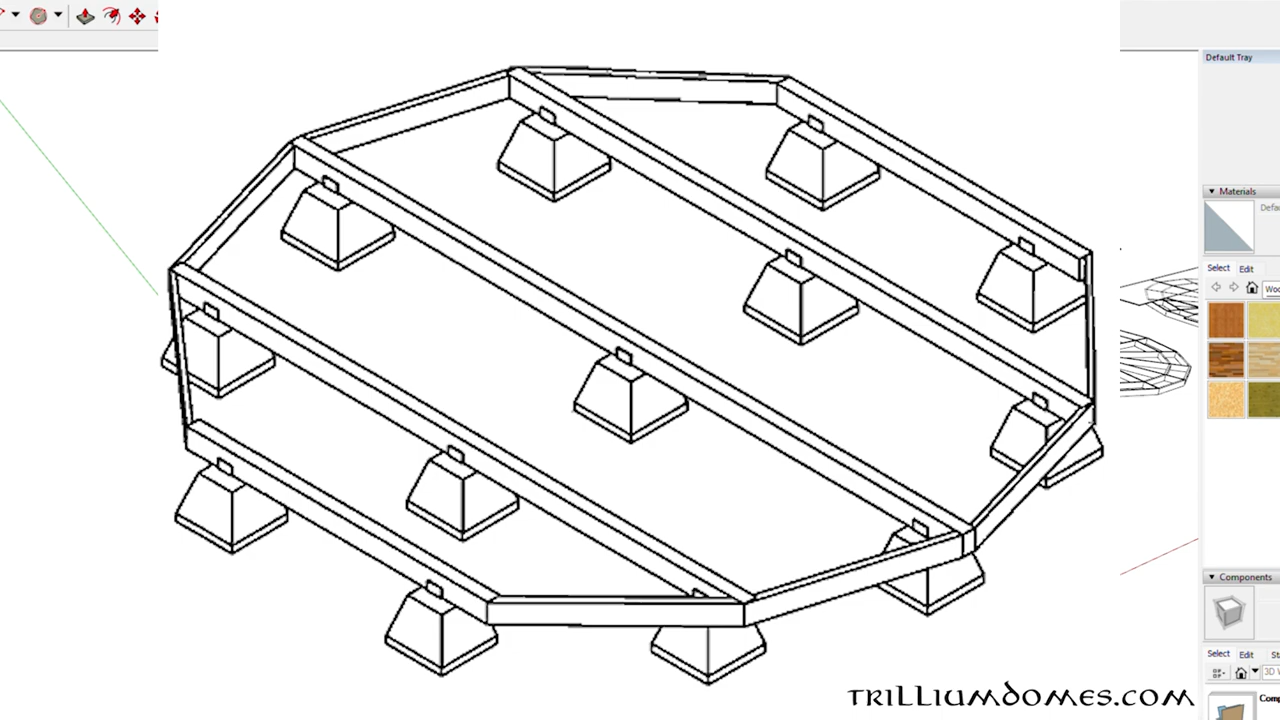 Default Tray
Materials
Select Edit
Components
Select Edit
TRILLIUMDOMES.COM